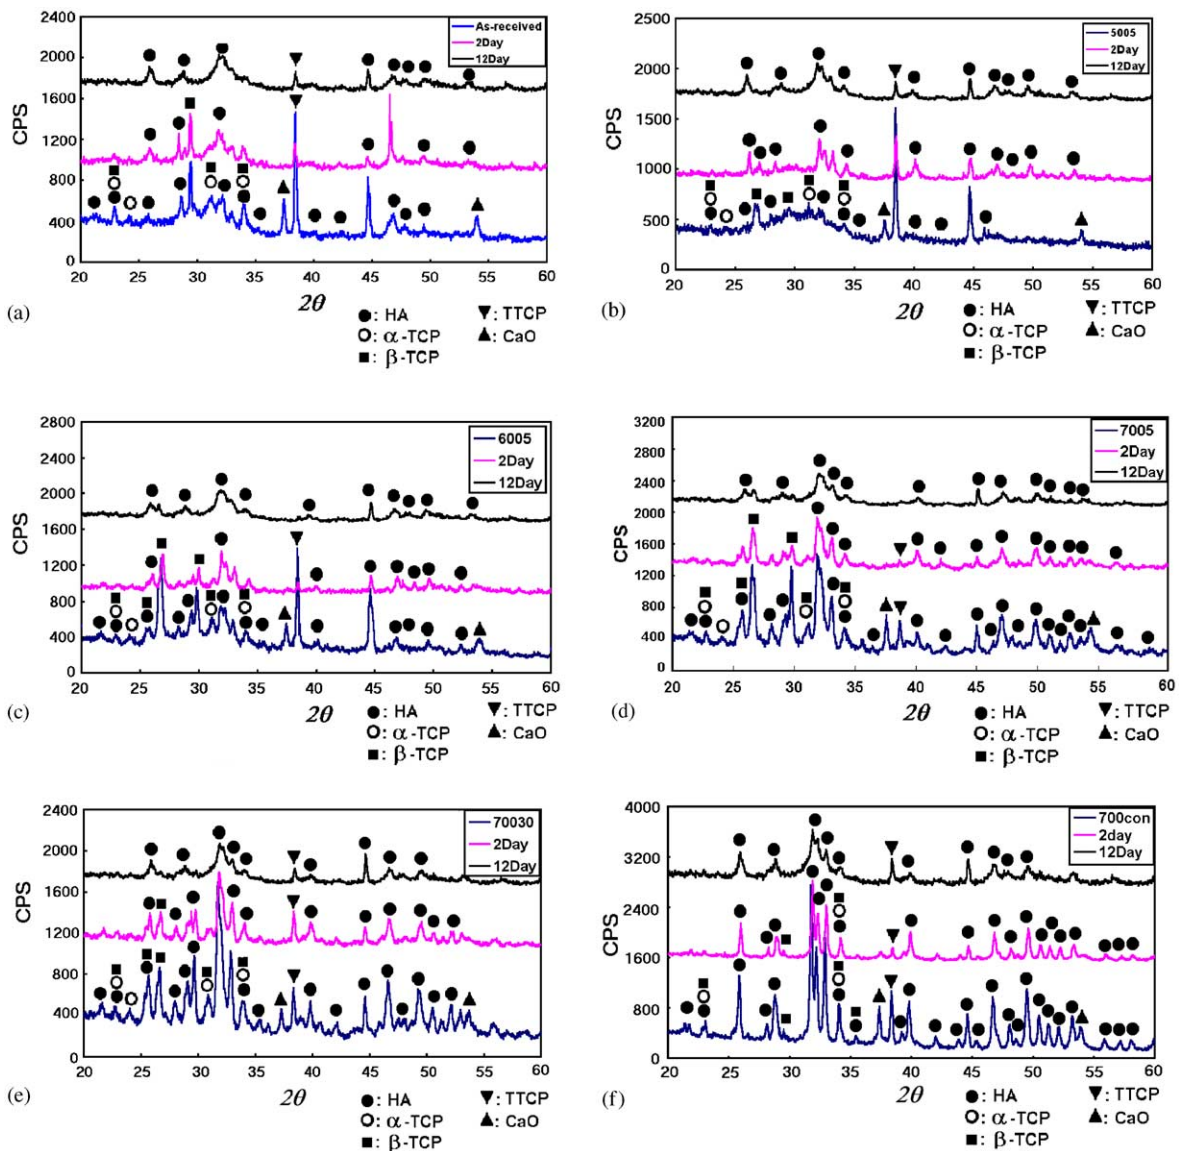 2400
2000
1600
1200
800
400
0
CPS
As-received
2Day
12Day
20 25 30 35 40 45 50 55 60
2θ
(a)
●: HA ▼: TTCP
○: α-TCP ▲: CaO
■: β-TCP
2500
2000
1500
1000
500
0
CPS
5005
2Day
12Day
20 25 30 35 40 45 50 55 60
2θ
(b)
●: HA ▼: TTCP
○: α-TCP ▲: CaO
■: β-TCP
2800
2400
2000
1600
1200
800
400
0
CPS
6005
2Day
12Day
20 25 30 35 40 45 50 55 60
2θ
(c)
●: HA ▼: TTCP
○: α-TCP ▲: CaO
■: β-TCP
3200
2800
2400
2000
1600
1200
800
400
0
CPS
7005
2Day
12Day
20 25 30 35 40 45 50 55 60
2θ
(d)
●: HA ▼: TTCP
○: α-TCP ▲: CaO
■: β-TCP
2400
2000
1600
1200
800
400
0
CPS
70030
2Day
12Day
20 25 30 35 40 45 50 55 60
2θ
(e)
●: HA ▼: TTCP
○: α-TCP ▲: CaO
■: β-TCP
4000
3200
2400
1600
800
0
CPS
700con
2day
12Day
20 25 30 35 40 45 50 55 60
2θ
(f)
●: HA ▼: TTCP
○: α-TCP ▲: CaO
■: β-TCP